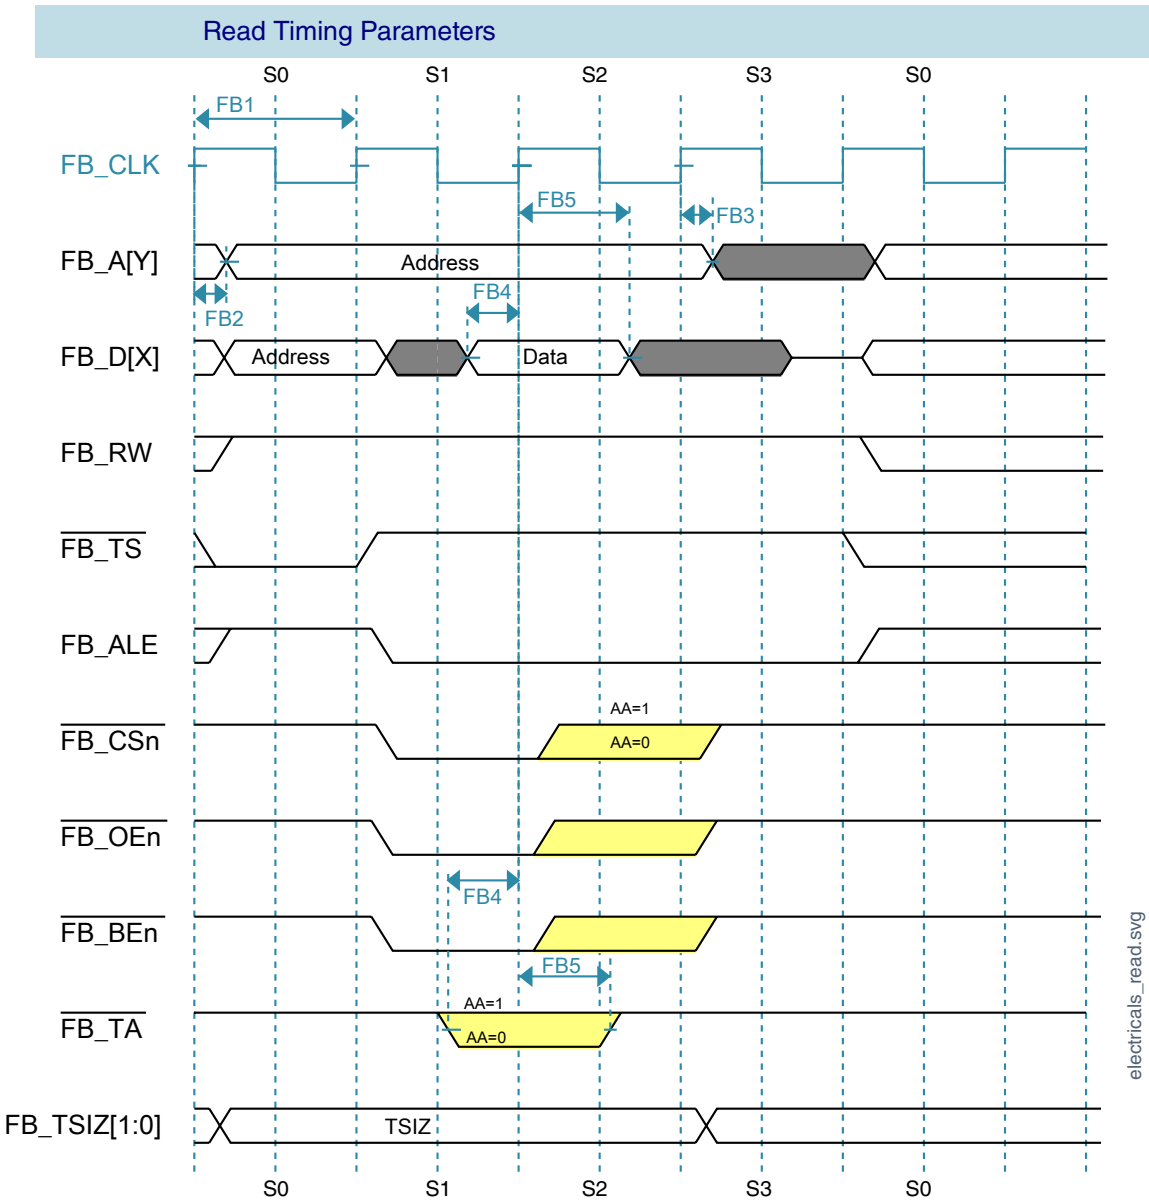 Read Timing Parameters
S0 S1 S2 S3 S0
FB1
FB_CLK
FB5
FB3
FB_A[Y]
Address
FB4
FB2
FB_D[X]
Address
Data
FB_RW
FB_TS
FB_ALE
AA=1
FB_CSn
AA=0
FB_OEn
FB4
FB_BEn
FB5
AA=1
FB_TA
AA=0
FB_TSIZ[1:0]
TSIZ
S0 S1 S2 S3 S0
electricals_read.svg